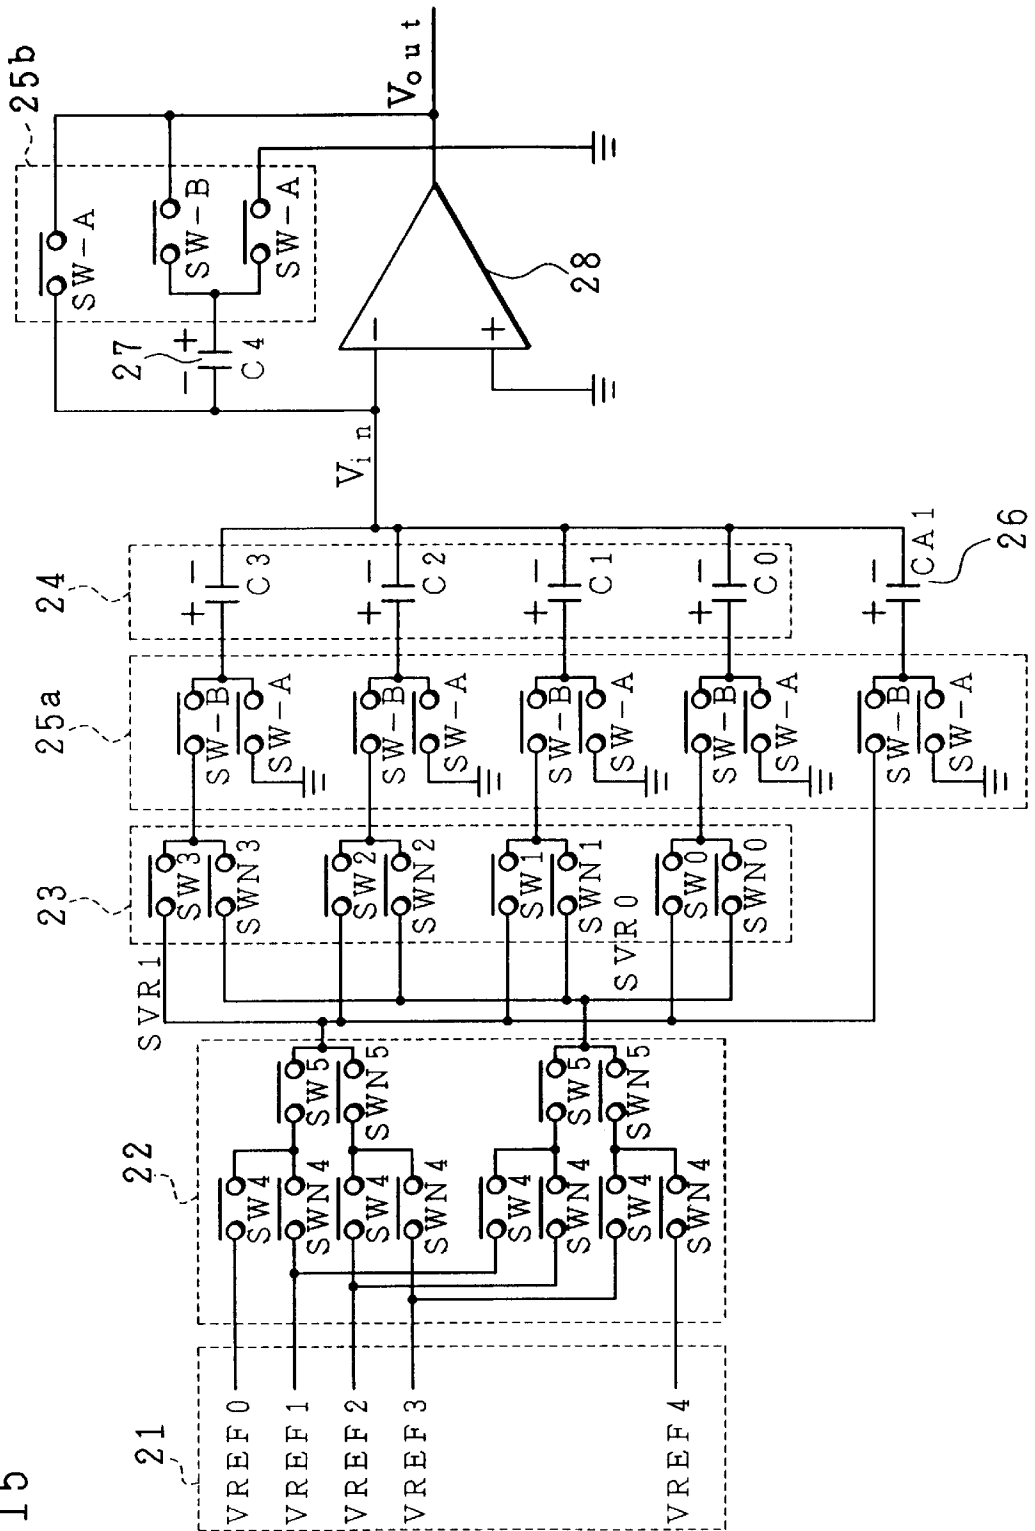 15
21
VREF0
VREF1
VREF2
VREF3
VREF4
22
SW4
SWN4
SW4
SWN4
SW4
SWN4
SW4
SWN4
SW5
SWN5
SW5
SWN5
SVR1
SVR0
23
SW3
SWN3
SW2
SWN2
SW1
SWN1
SW0
SWN0
25a
SW-B
SW-A
SW-B
SW-A
SW-B
SW-A
SW-B
SW-A
SW-B
SW-A
24
+ -
C3
+ -
C2
+ -
C1
+ -
C0
+ -
CA1
26
Vin
27
- +
C4
25b
SW-A
SW-B
SW-A
-
+
28
Vout